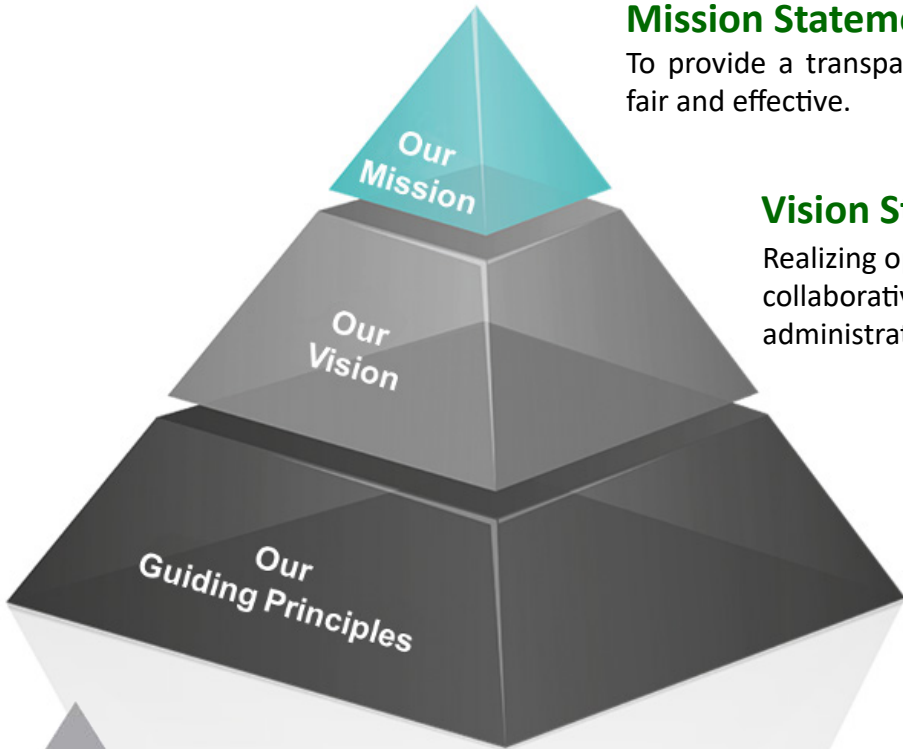 Mission Stateme
To provide a transpa
fair and effective.
Our
Mission
Vision St
Realizing o
collaborativ
administrat
Our
Vision
Our
Guiding Principles